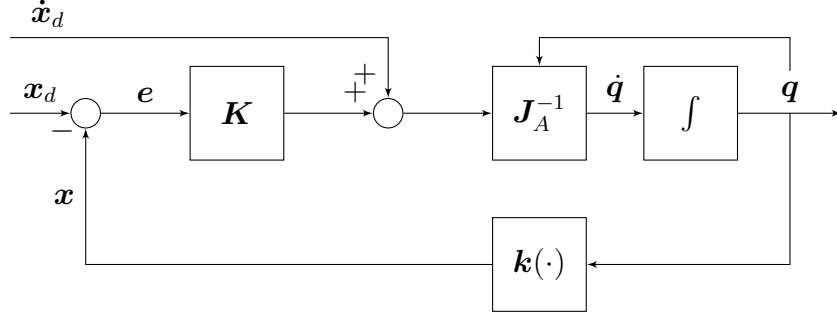 ẋ_d
x_d e K + + J_A^{-1} q̇ ∫ q
−
x
k(·)